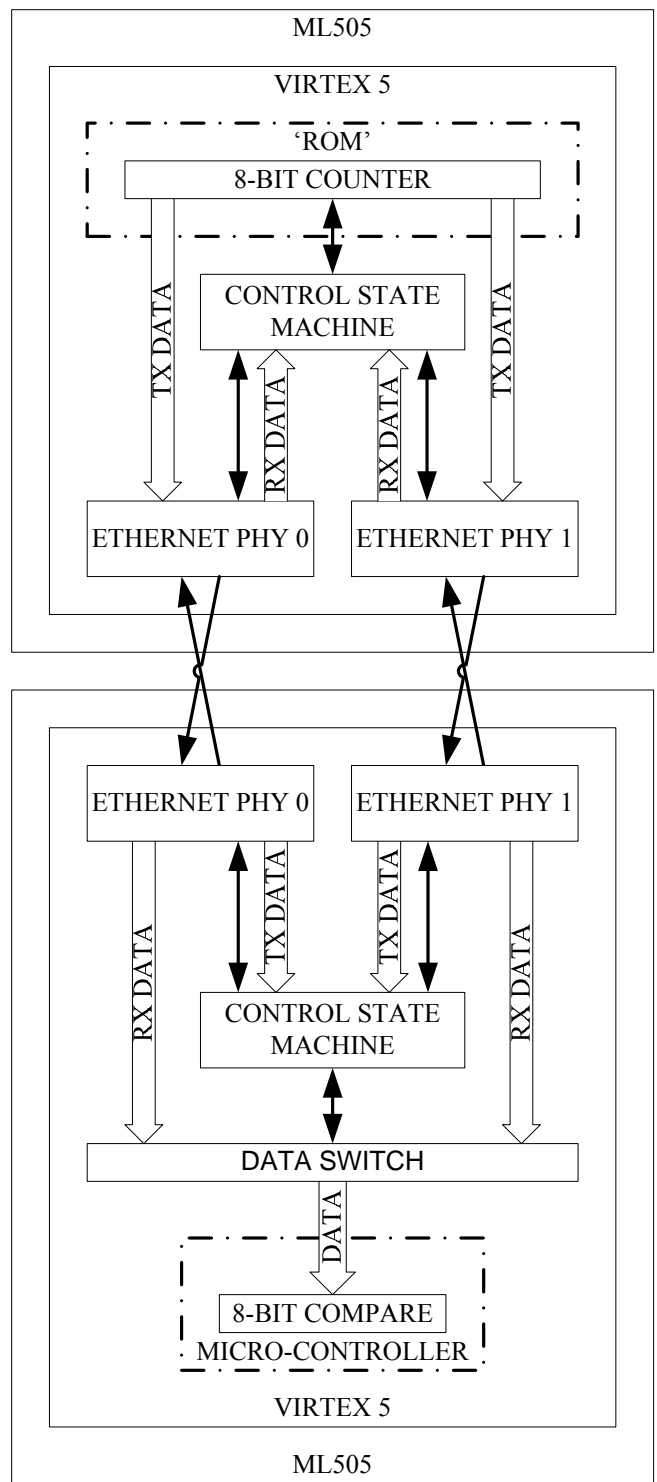 ML505
VIRTEX 5
‘ROM’
8-BIT COUNTER
TX DATA
TX DATA
CONTROL STATE
MACHINE
RX DATA
RX DATA
ETHERNET PHY 0
ETHERNET PHY 1
ETHERNET PHY 0
ETHERNET PHY 1
RX DATA
TX DATA
TX DATA
RX DATA
CONTROL STATE
MACHINE
DATA SWITCH
DATA
8-BIT COMPARE
MICRO-CONTROLLER
VIRTEX 5
ML505